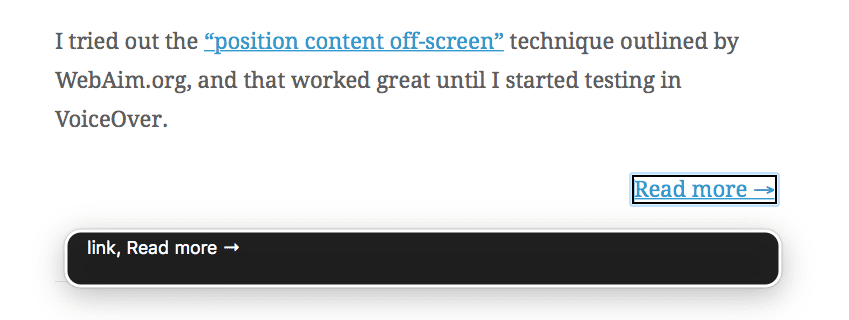 I tried out the “position content off-screen” technique outlined by
WebAim.org, and that worked great until I started testing in
VoiceOver.
Read more →
link, Read more →